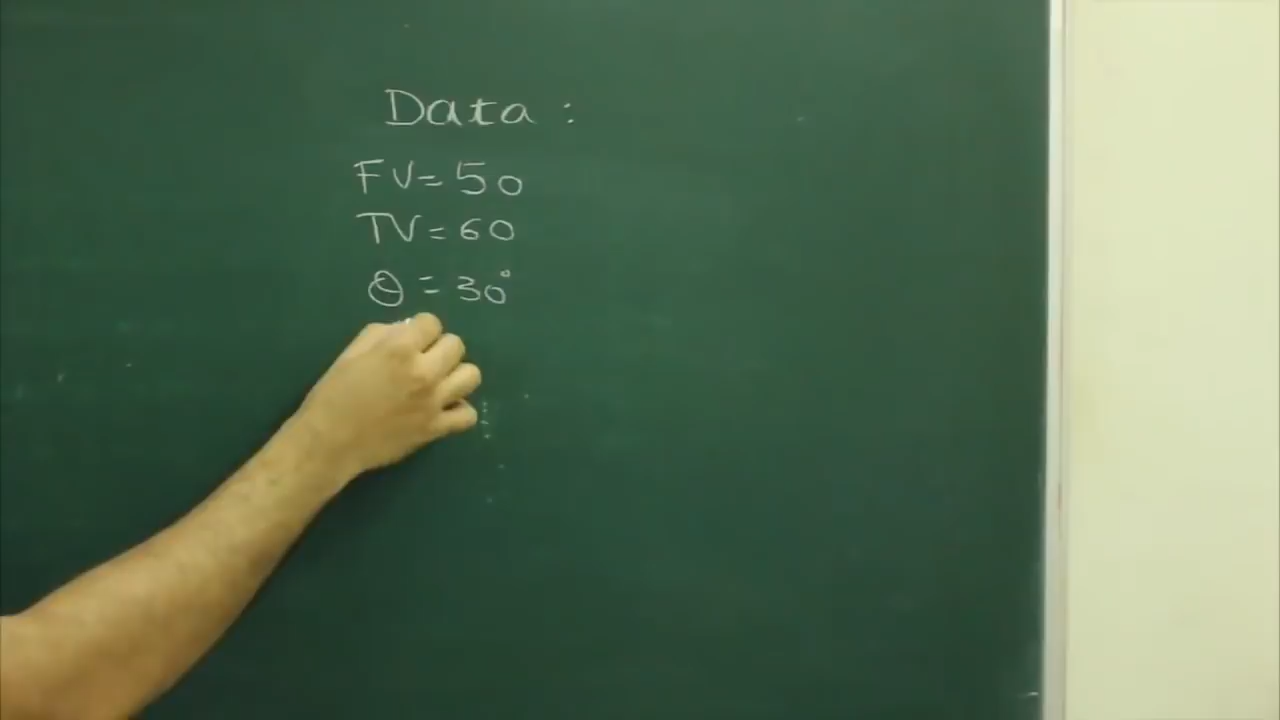 Data :
FV = 50
TV = 60
θ = 30°